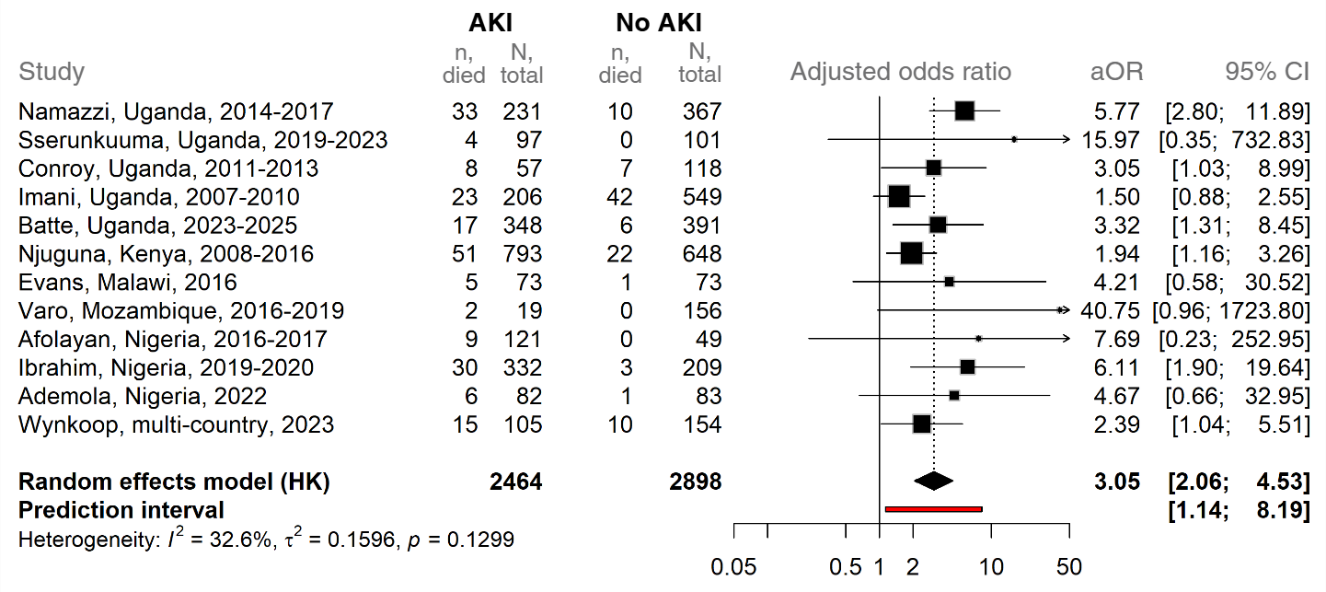 AKI No AKI
n, N, n, N,
Study died total died total Adjusted odds ratio aOR 95% CI
Namazzi, Uganda, 2014-2017 33 231 10 367 5.77 [2.80; 11.89]
Sserunkuuma, Uganda, 2019-2023 4 97 0 101 15.97 [0.35; 732.83]
Conroy, Uganda, 2011-2013 8 57 7 118 3.05 [1.03; 8.99]
Imani, Uganda, 2007-2010 23 206 42 549 1.50 [0.88; 2.55]
Batte, Uganda, 2023-2025 17 348 6 391 3.32 [1.31; 8.45]
Njuguna, Kenya, 2008-2016 51 793 22 648 1.94 [1.16; 3.26]
Evans, Malawi, 2016 5 73 1 73 4.21 [0.58; 30.52]
Varo, Mozambique, 2016-2019 2 19 0 156 40.75 [0.96; 1723.80]
Afolayan, Nigeria, 2016-2017 9 121 0 49 7.69 [0.23; 252.95]
Ibrahim, Nigeria, 2019-2020 30 332 3 209 6.11 [1.90; 19.64]
Ademola, Nigeria, 2022 6 82 1 83 4.67 [0.66; 32.95]
Wynkoop, multi-country, 2023 15 105 10 154 2.39 [1.04; 5.51]
Random effects model (HK) 2464 2898 3.05 [2.06; 4.53]
Prediction interval [1.14; 8.19]
Heterogeneity: I² = 32.6%, τ² = 0.1596, p = 0.1299
0.05 0.5 1 2 10 50